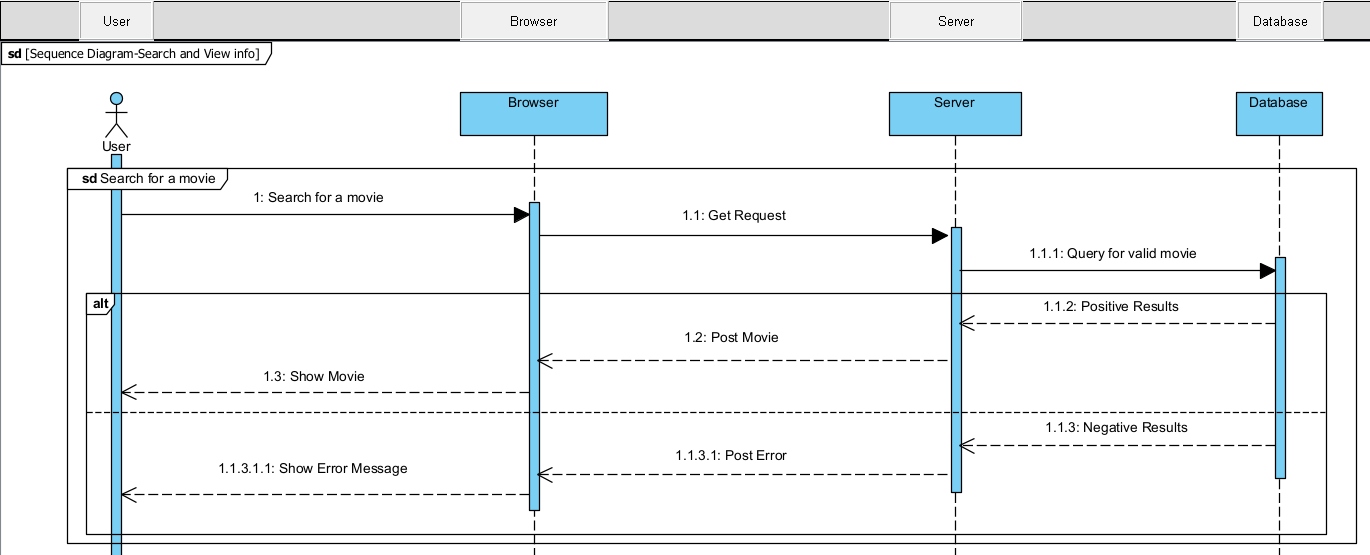 User Browser Server Database
sd [Sequence Diagram-Search and View info]
Browser Server Database
User
sd Search for a movie
1: Search for a movie
1.1: Get Request
1.1.1: Query for valid movie
alt
1.1.2: Positive Results
1.2: Post Movie
1.3: Show Movie
1.1.3: Negative Results
1.1.3.1: Post Error
1.1.3.1.1: Show Error Message